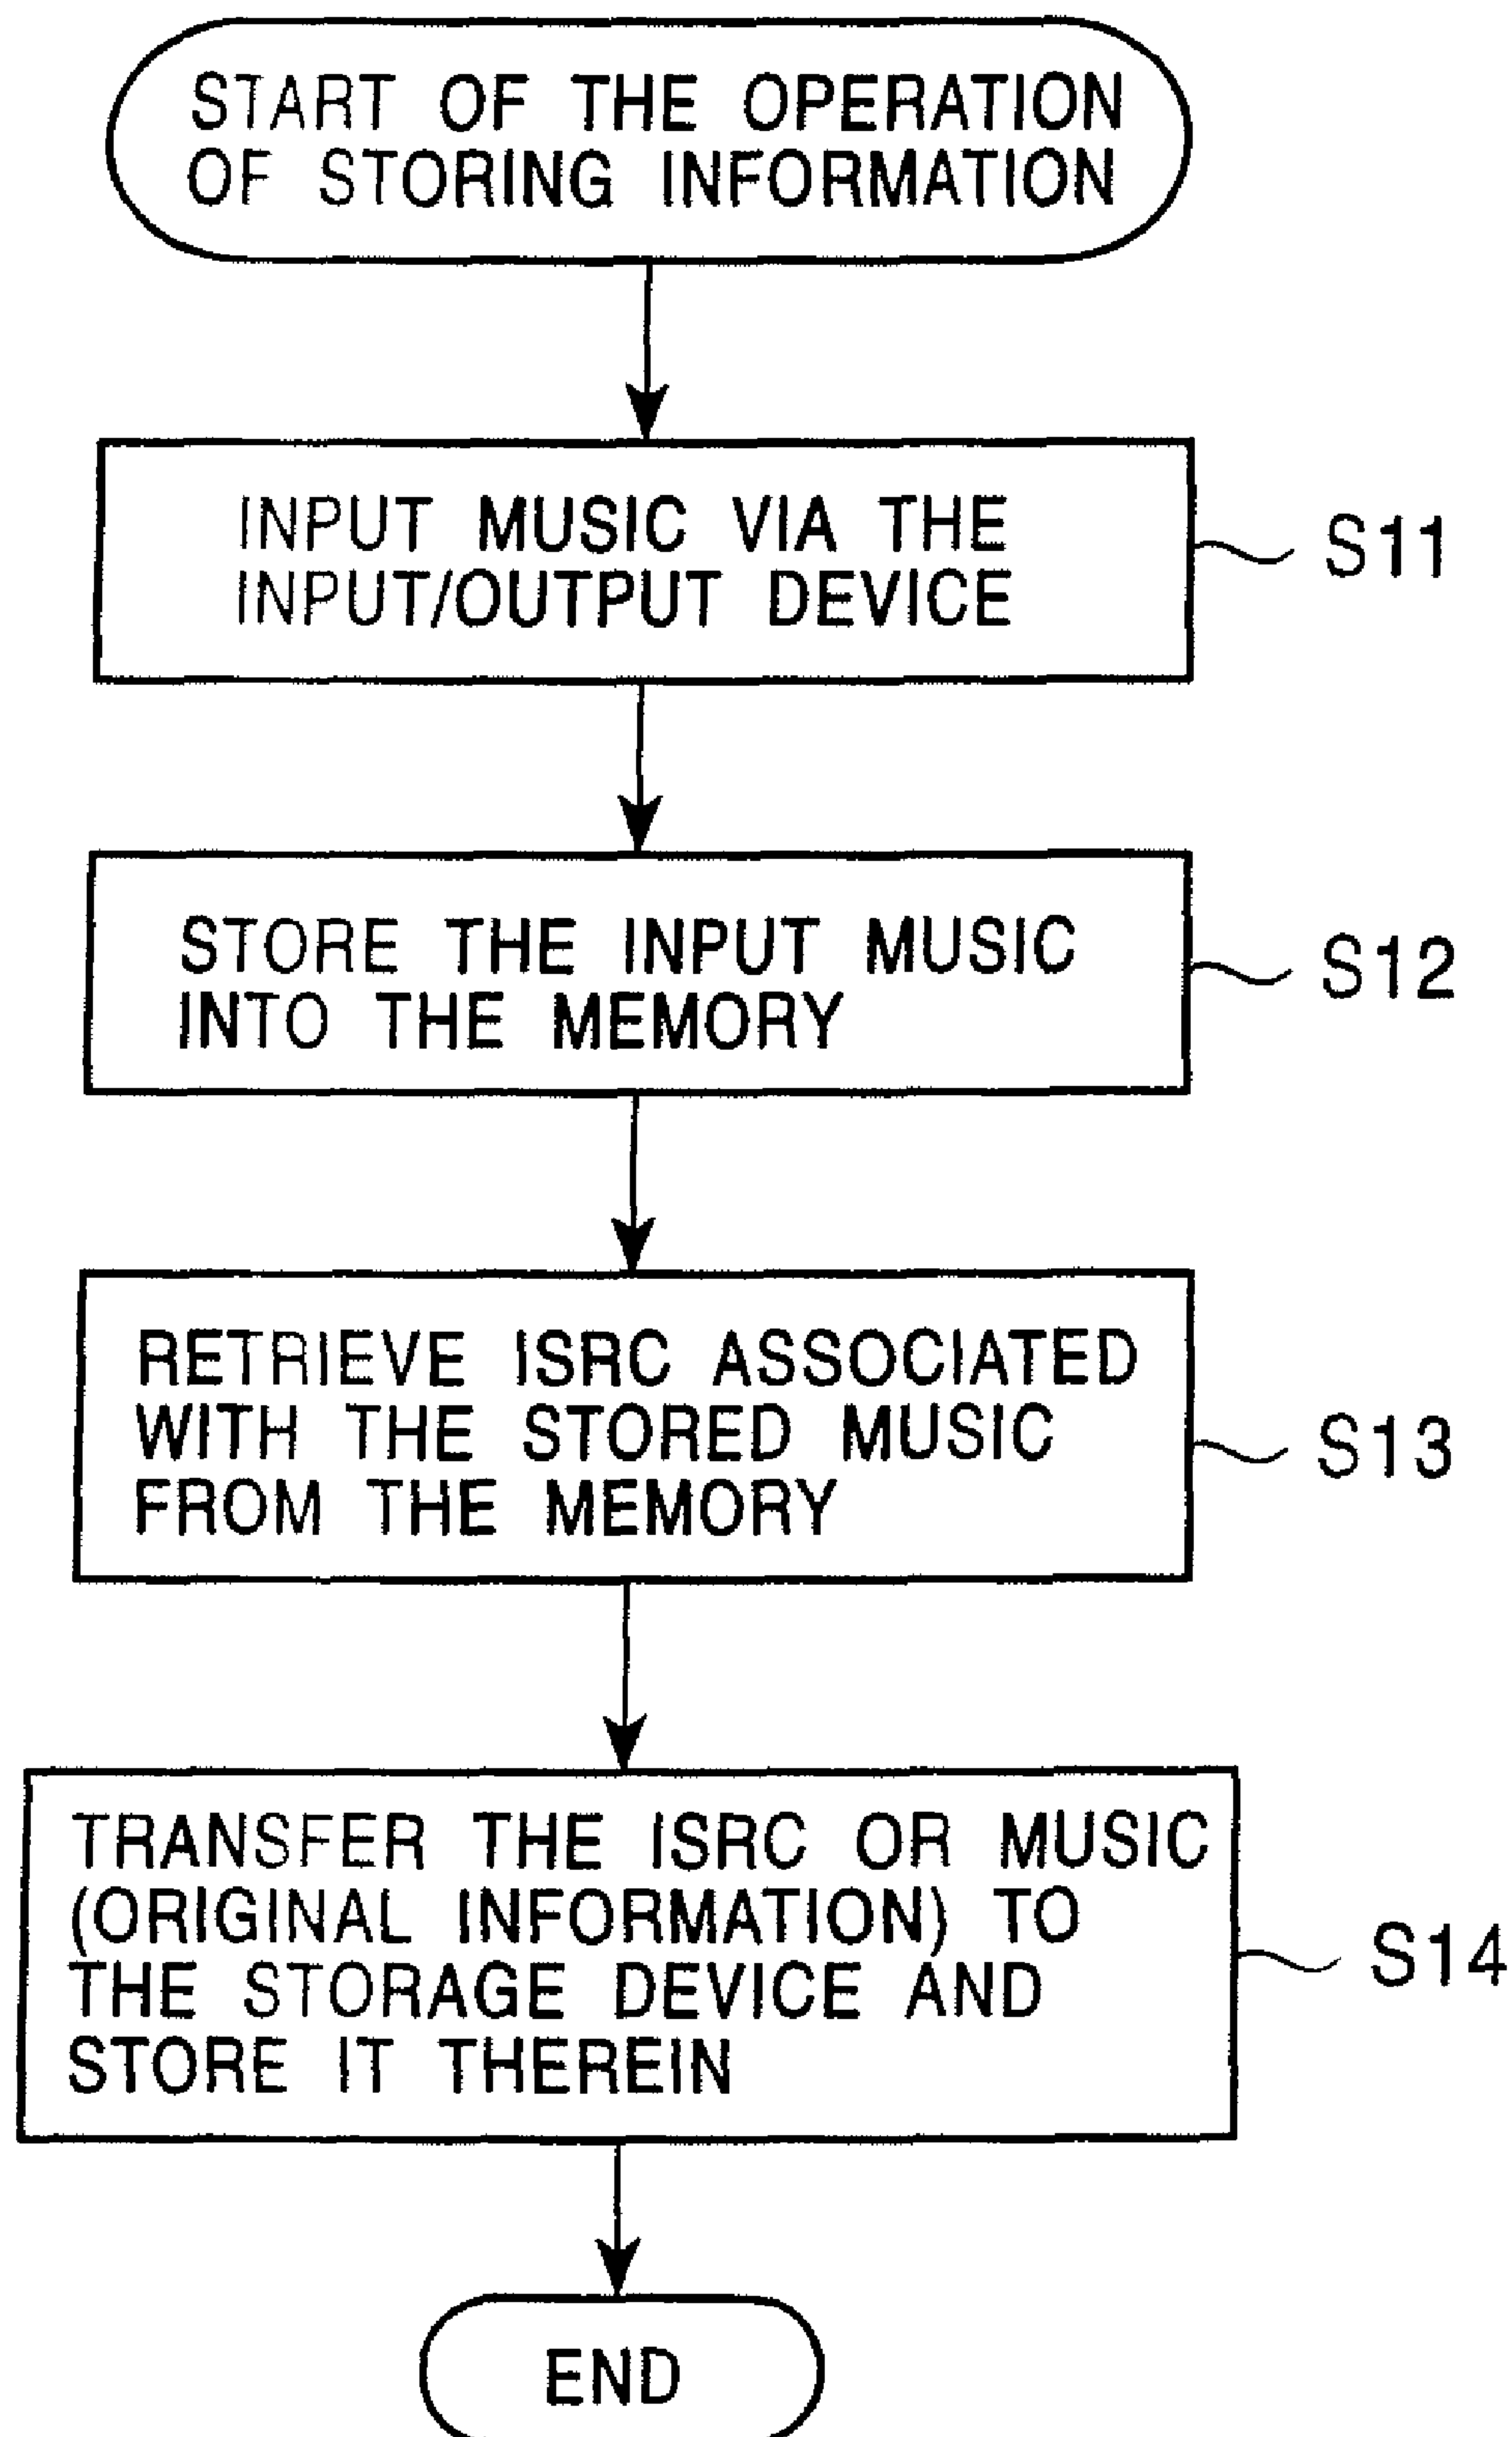 START OF THE OPERATION
OF STORING INFORMATION
INPUT MUSIC VIA THE
INPUT/OUTPUT DEVICE
S11
STORE THE INPUT MUSIC
INTO THE MEMORY
S12
RETRIEVE ISRC ASSOCIATED
WITH THE STORED MUSIC
FROM THE MEMORY
S13
TRANSFER THE ISRC OR MUSIC
(ORIGINAL INFORMATION) TO
THE STORAGE DEVICE AND
STORE IT THEREIN
S14
END